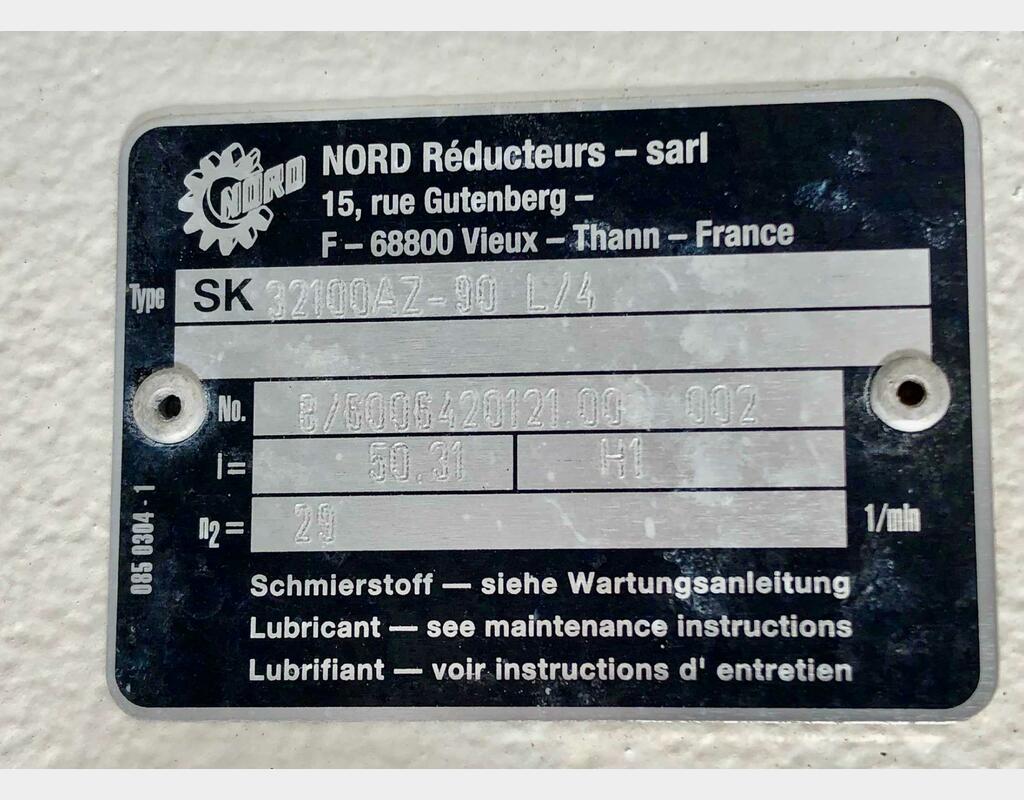 NORD
NORD Réducteurs – sarl
15, rue Gutenberg –
F – 68800 Vieux – Thann – France
Type SK 32100AZ-90 L/4
No. 8/6006420121.00 002
i = 50.31 H1
n2 = 29 1/min
085 0304 - 1
Schmierstoff — siehe Wartungsanleitung
Lubricant — see maintenance instructions
Lubrifiant — voir instructions d' entretien